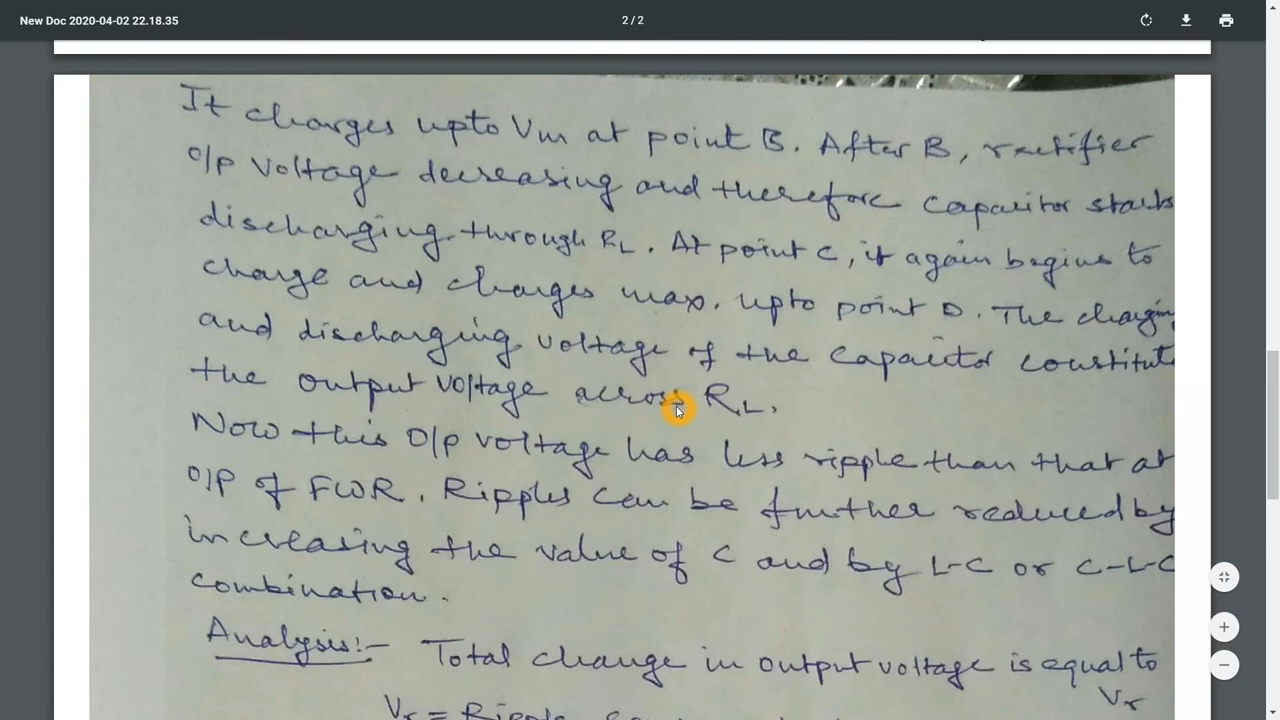 New Doc 2020-04-02 22.18.35
2 / 2
It charges upto Vm at point B. After B, rectifier
O/P Voltage decreasing and therefore capacitor starts
discharging through RL. At point C, it again begins to
charge and charges max. upto point D. The charging
and discharging voltage of the capacitor constitute
the output voltage across RL.
Now this O/P voltage has less ripple than that at
O/P of FWR. Ripples can be further reduced by
increasing the value of C and by L-C or C-L-C
combination.
Analysis:- Total change in output voltage is equal to
Vr
Vr = Ripple